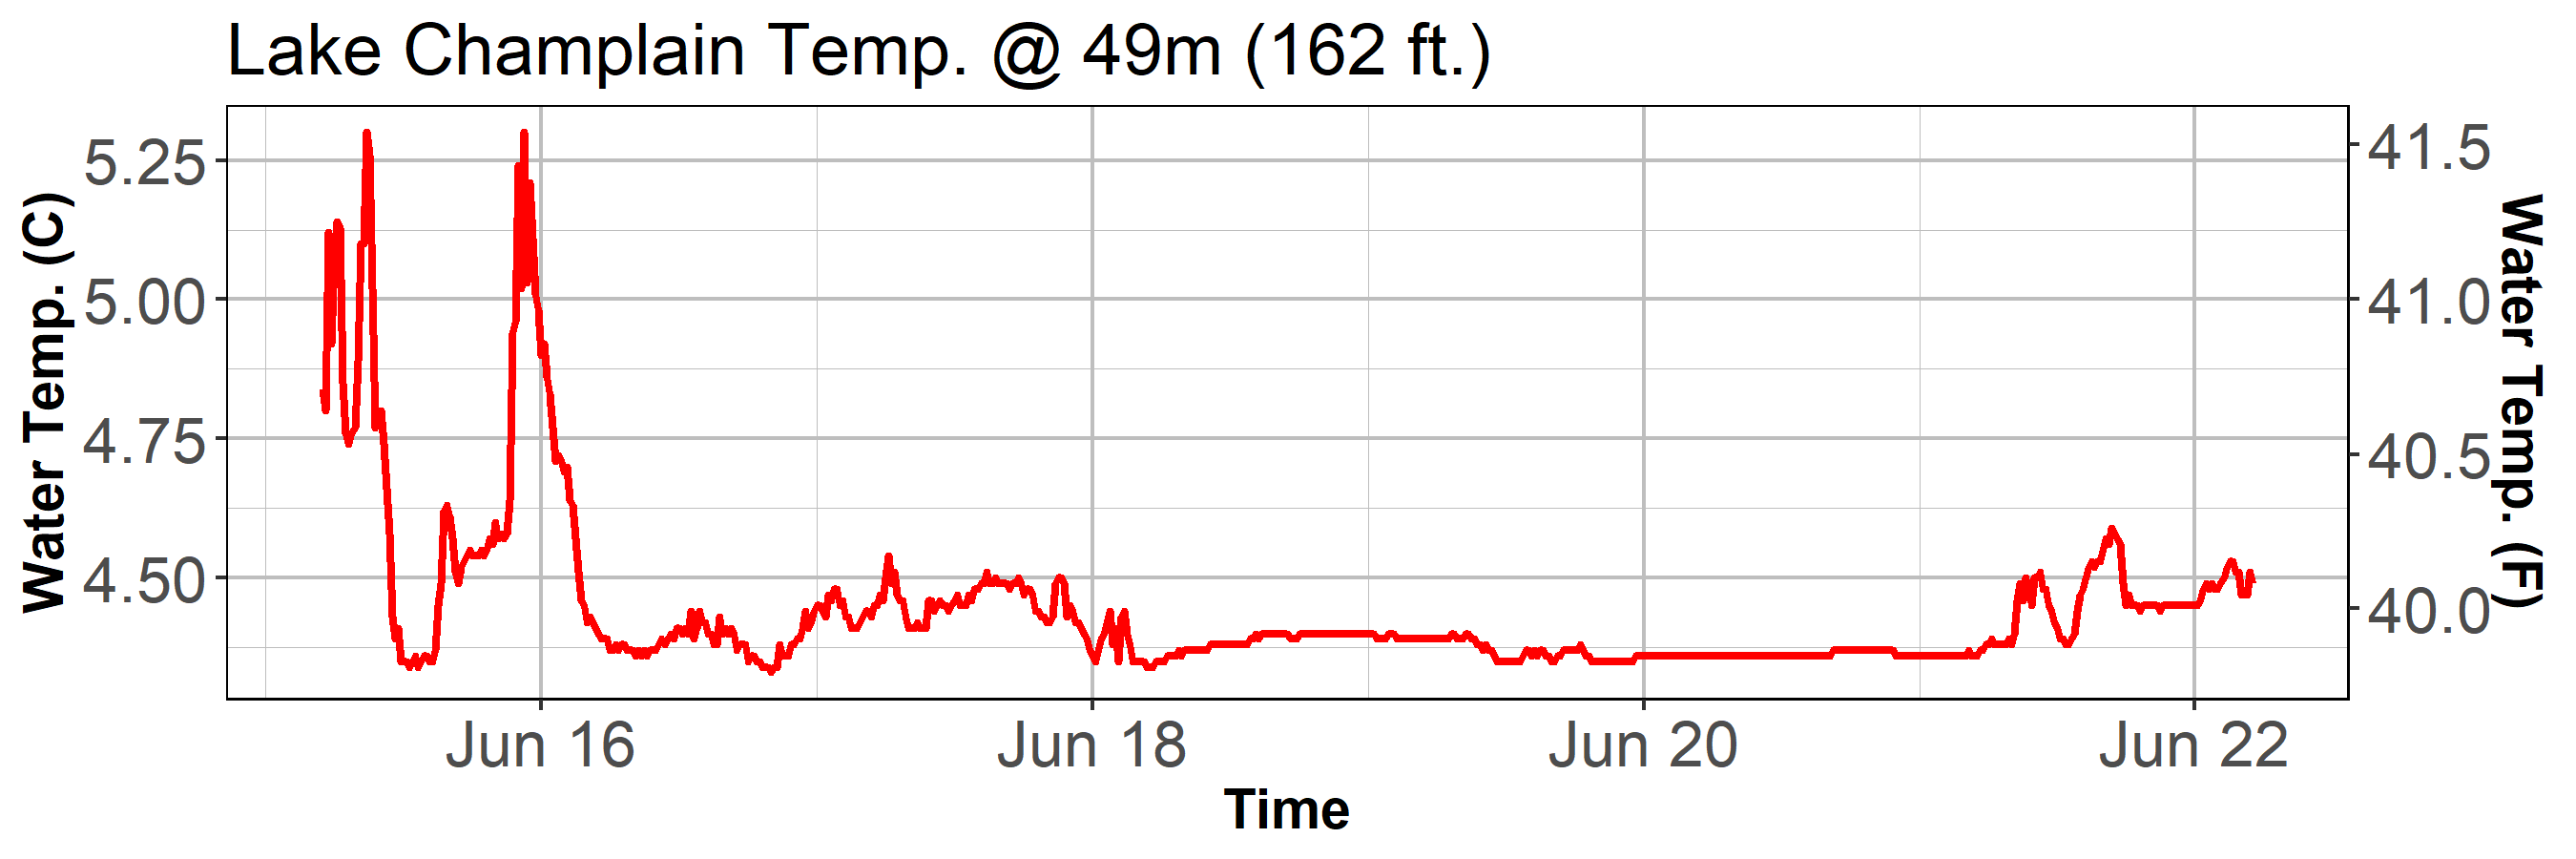 Lake Champlain Temp. @ 49m (162 ft.)
Water Temp. (C)
5.25
5.00
4.75
4.50
41.5
41.0
40.5
40.0
Water Temp. (F)
Jun 16 Jun 18 Jun 20 Jun 22
Time